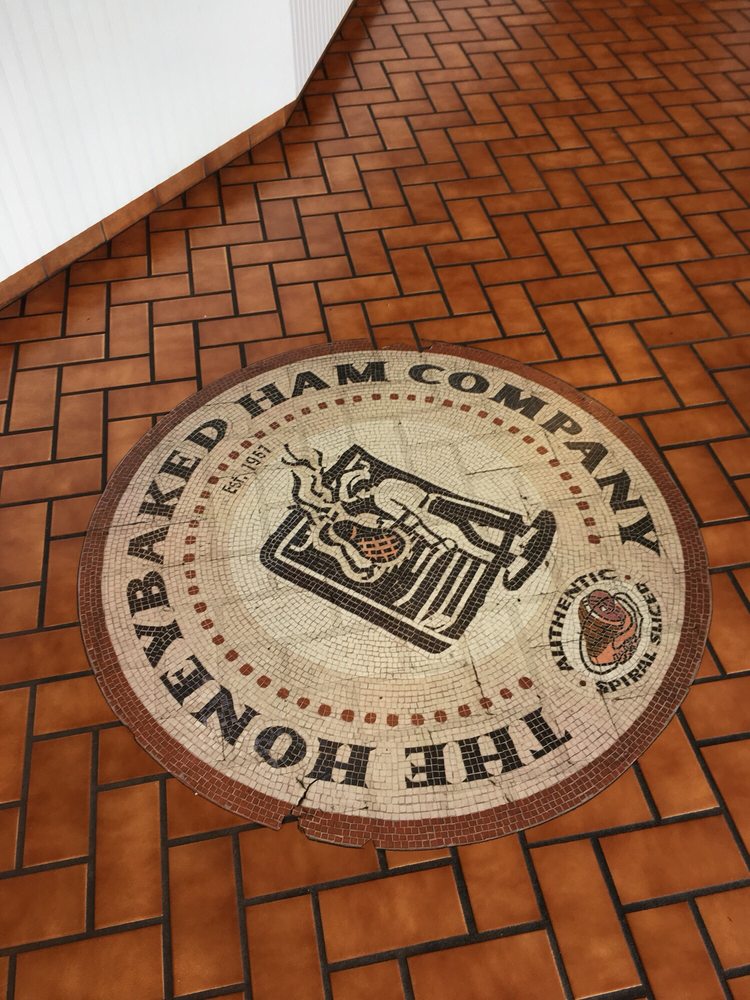 THE HONEYBAKED HAM COMPANY
Est. 1957
AUTHENTIC
SPIRAL SLICED